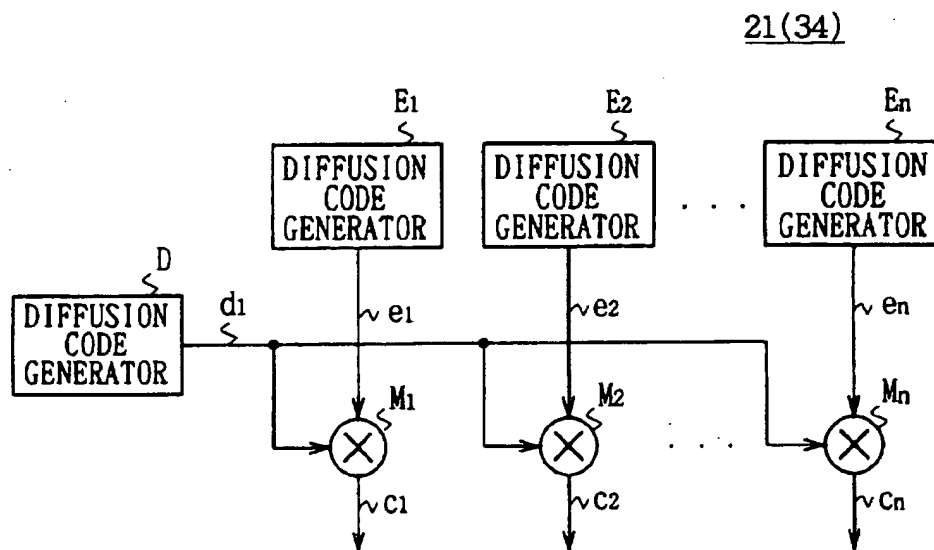 21(34)
E1 E2 En
DIFFUSION CODE GENERATOR
DIFFUSION CODE GENERATOR
. . .
DIFFUSION CODE GENERATOR
D
DIFFUSION CODE GENERATOR
d1
e1 e2 en
M1 M2 Mn
. . .
c1 c2 cn